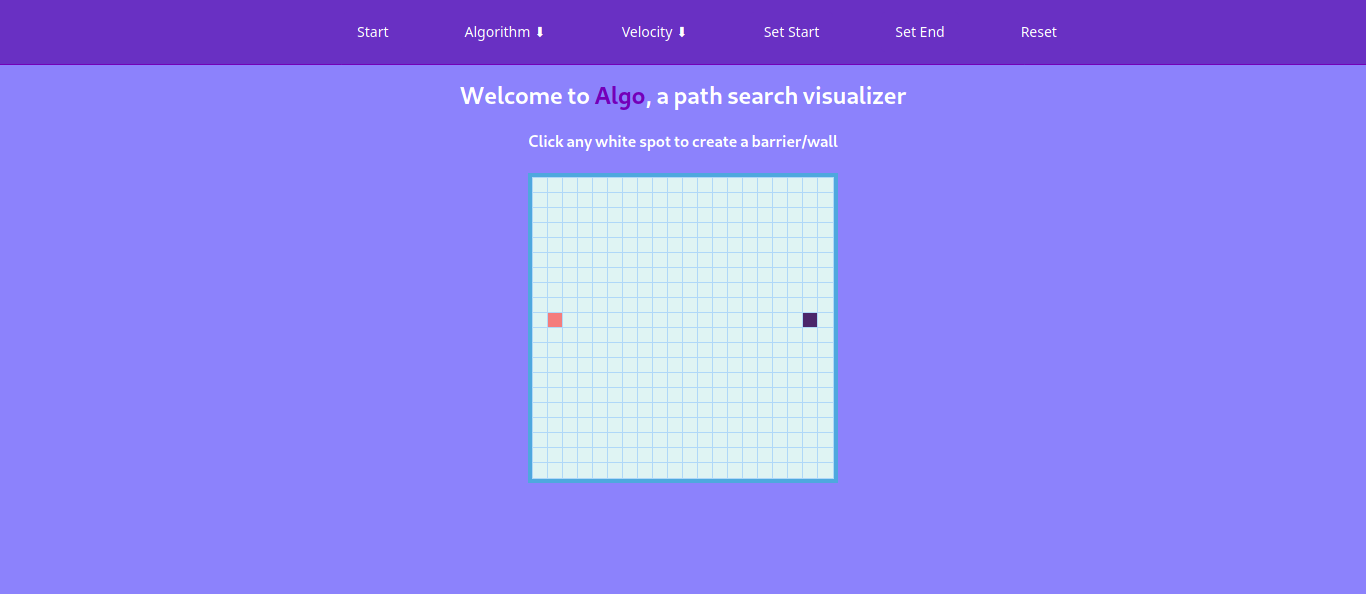 Start Algorithm ⬇ Velocity ⬇ Set Start Set End Reset
Welcome to Algo, a path search visualizer
Click any white spot to create a barrier/wall